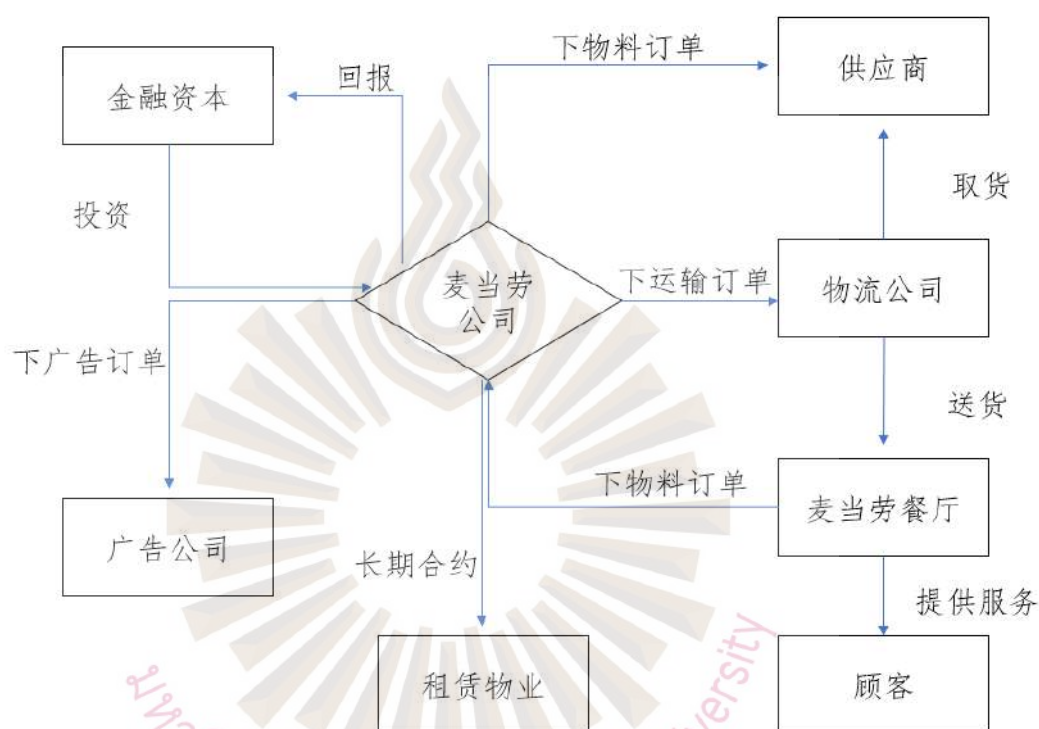 下物料订单
供应商
回报
金融资本
取货
投资
麦当劳
公司
下运输订单
物流公司
下广告订单
送货
下物料订单
麦当劳餐厅
广告公司
长期合约
提供服务
租赁物业
顾客